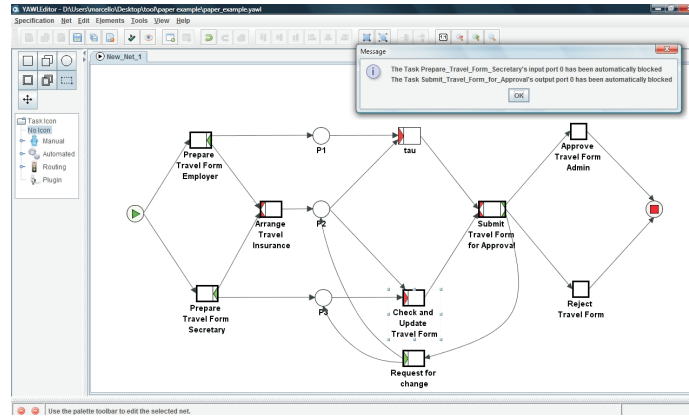 YAWLEditor - D:\Users\marcello\Desktop\tool\paper example\paper_example.yawl
Specification Net Edit Elements Tools View Help
Message
The Task Prepare_Travel_Form_Secretary's input port 0 has been automatically blocked
The Task Submit_Travel_Form_for_Approval's output port 0 has been automatically blocked
OK
New_Net_1
Task Icon
No Icon
Manual
Automated
Routing
Plugin
Prepare
Travel Form
Employer
P1
tau
Approve
Travel Form
Admin
Arrange
Travel
Insurance
P2
Submit
Travel Form
for Approval
Prepare
Travel Form
Secretary
P3
Check and
Update
Travel Form
Reject
Travel Form
Request for
change
Use the palette toolbar to edit the selected net.